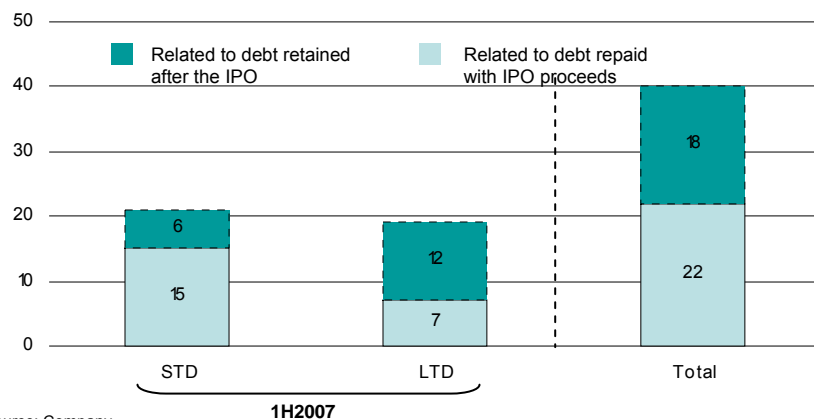 50
Related to debt retained
after the IPO
Related to debt repaid
with IPO proceeds
40
18
30
20
6
12
10
15
22
7
0
STD
LTD
Total
1H2007
Company